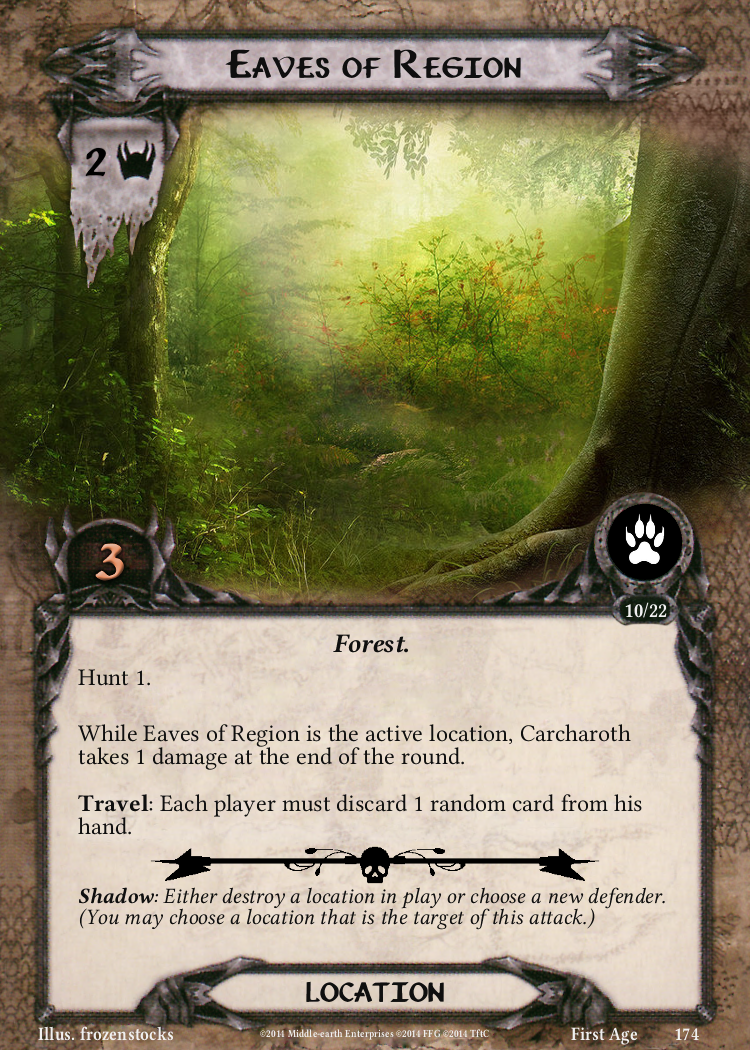 Eaves of Region
2
3
10/22
Forest.
Hunt 1.
While Eaves of Region is the active location, Carcharoth
takes 1 damage at the end of the round.
Travel: Each player must discard 1 random card from his
hand.
Shadow: Either destroy a location in play or choose a new defender.
(You may choose a location that is the target of this attack.)
LOCATION
Illus. frozenstocks
©2014 Middle-earth Enterprises ©2014 FFG ©2014 TftC
First Age
174